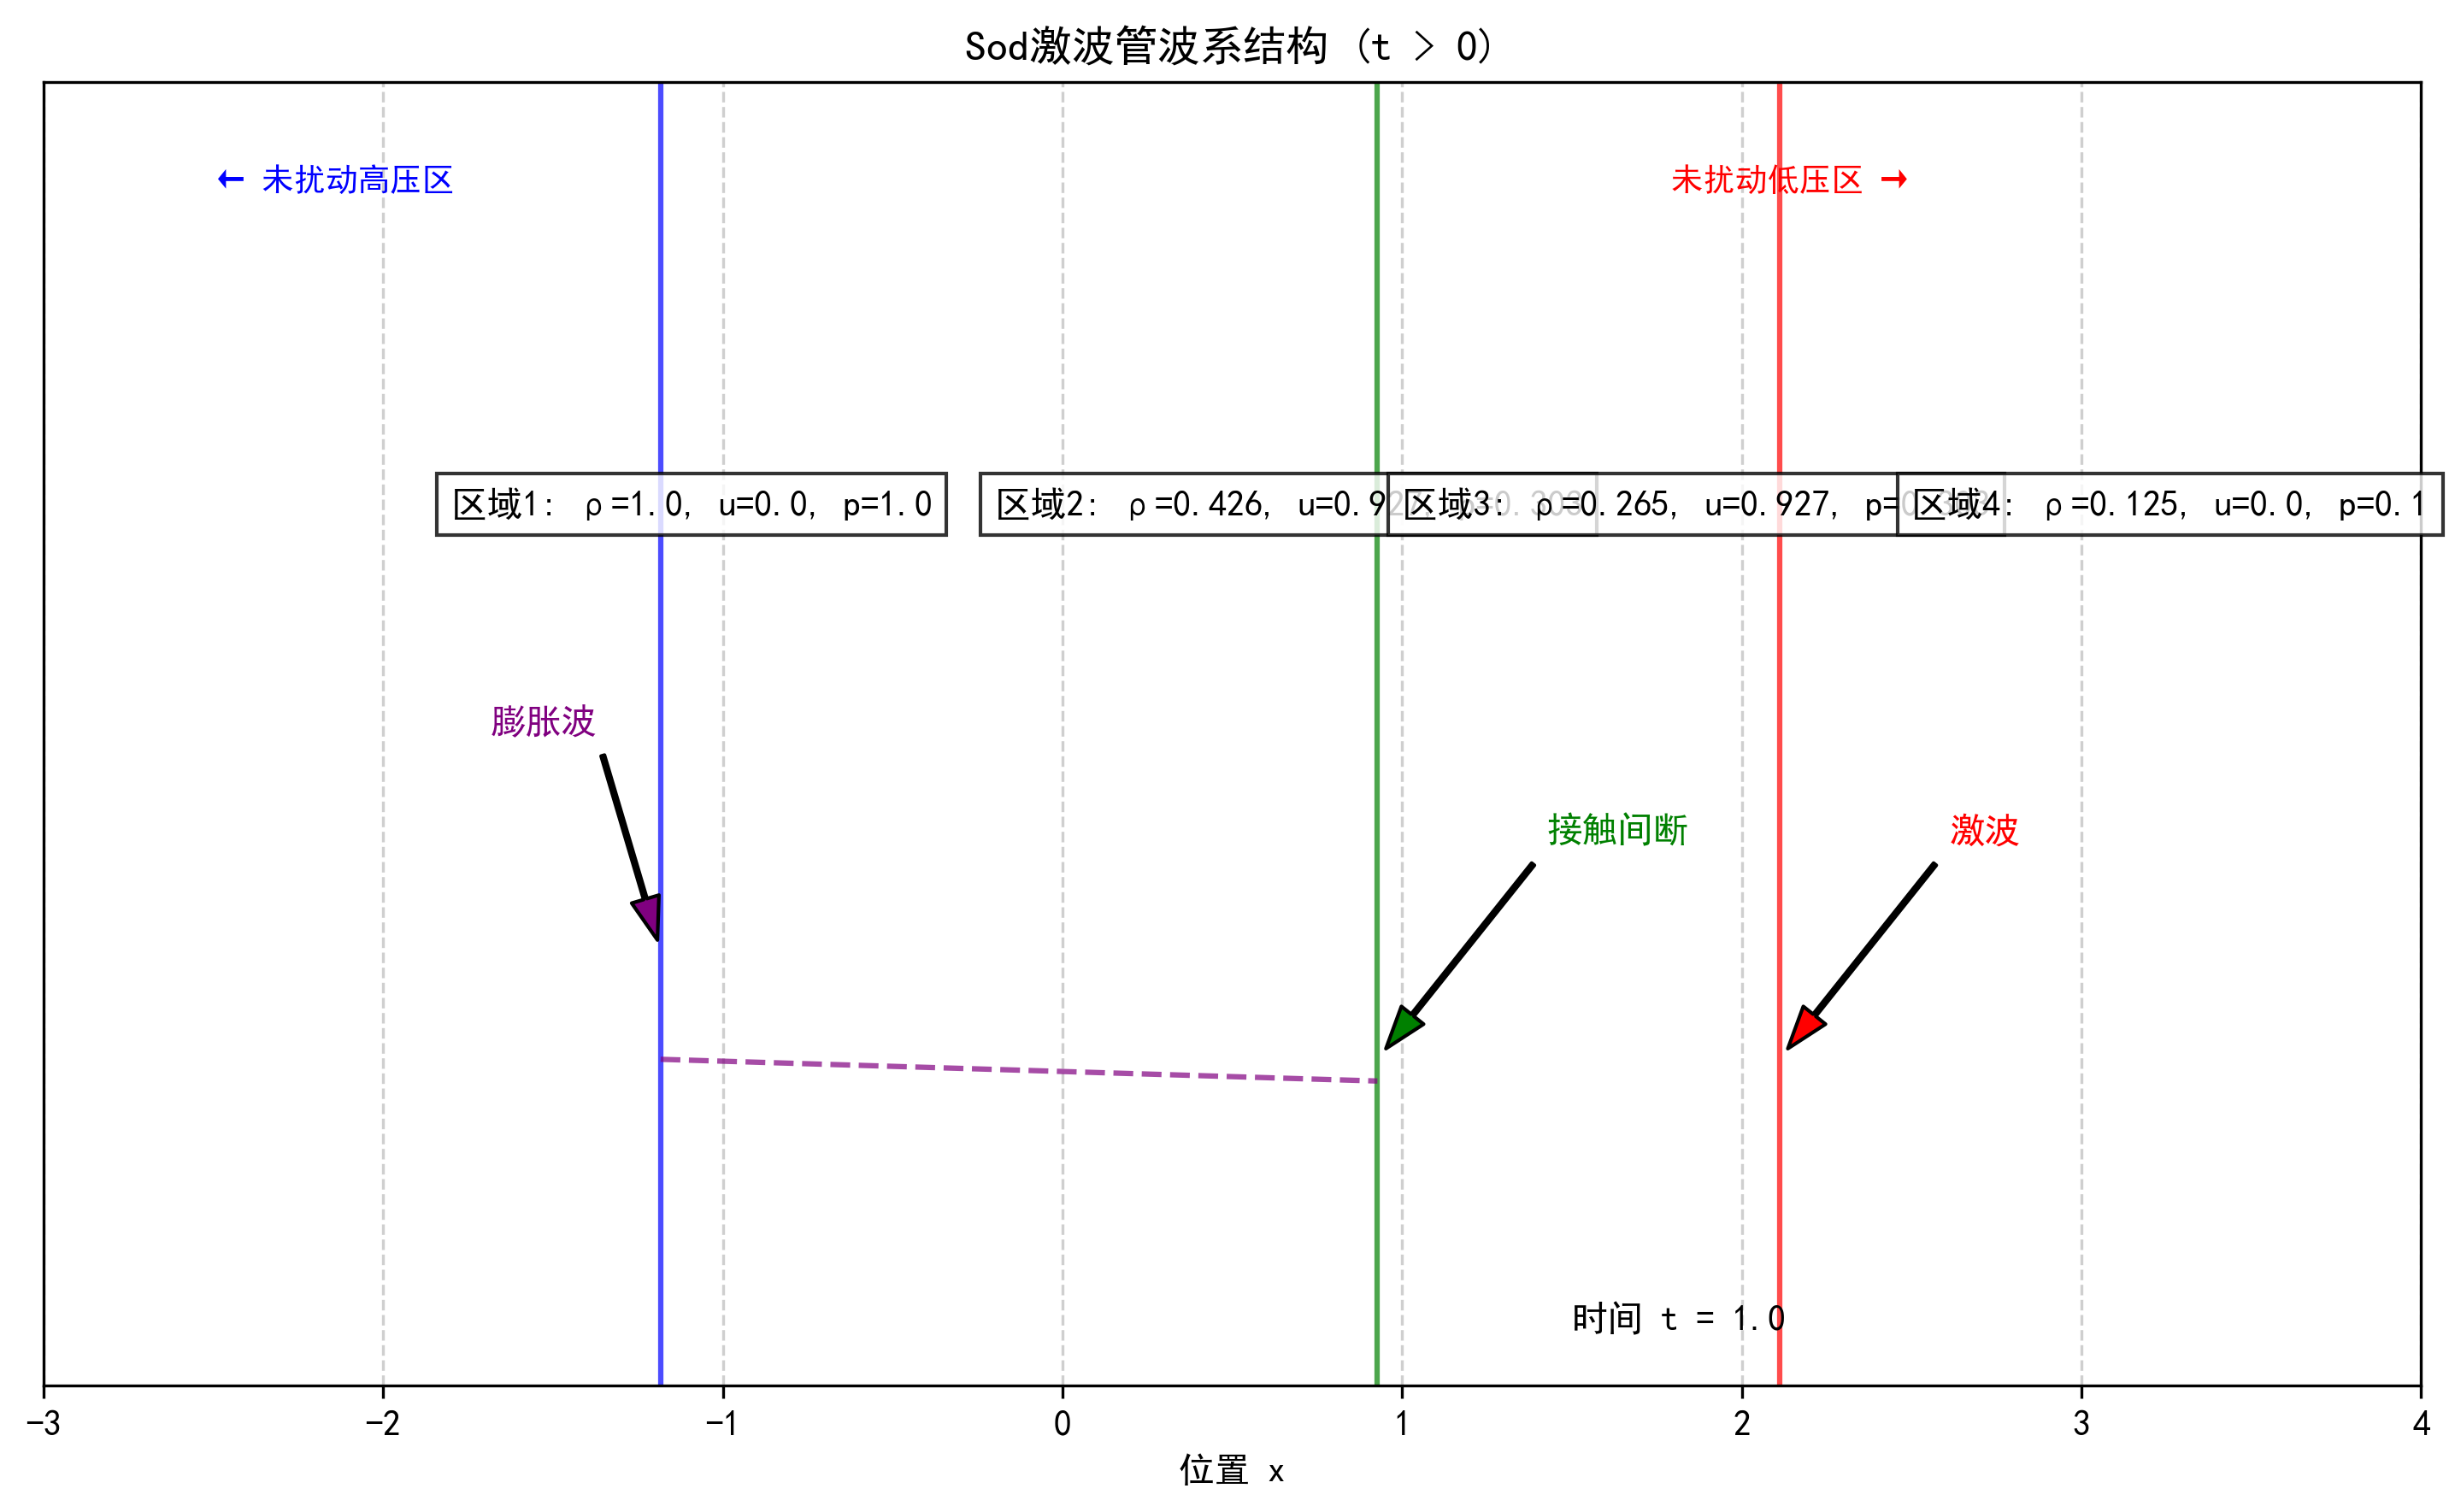 Sod激波管波系结构 (t > 0)
← 未扰动高压区
未扰动低压区 →
区域1: ρ=1.0, u=0.0, p=1.0
区域2: ρ=0.426, u=0.927, p=0.303
区域3: ρ=0.265, u=0.927, p=
区域4: ρ=0.125, u=0.0, p=0.1
膨胀波
接触间断
激波
时间 t = 1.0
-3 -2 -1 0 1 2 3 4
位置 x